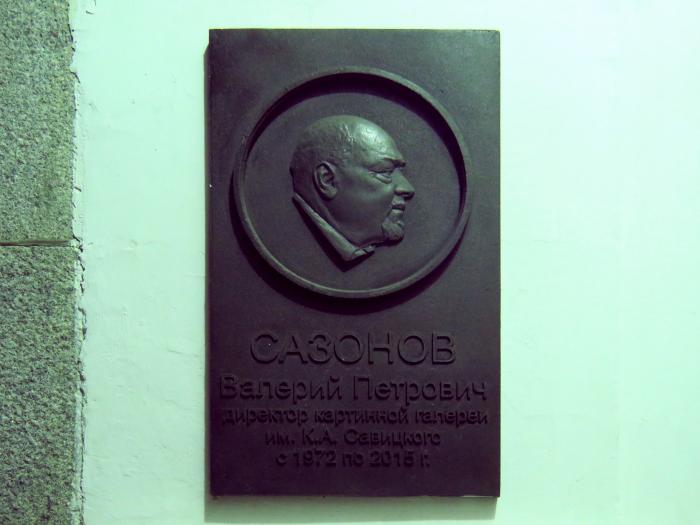 САЗОНОВ
Валерий Петрович
директор картинной галереи
им. К.А. Савицкого
с 1972 по 2015 г.